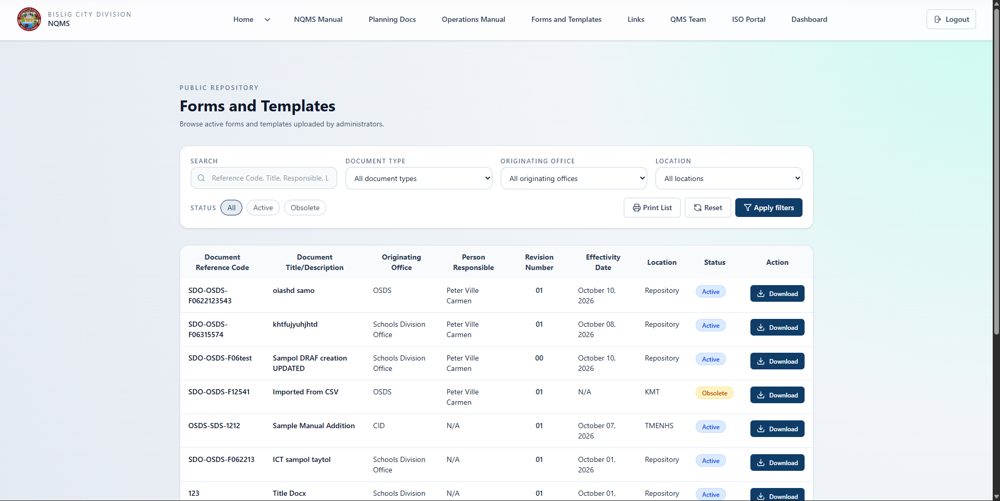 BISLIG CITY DIVISION
NQMS
Home
NQMS Manual
Planning Docs
Operations Manual
Forms and Templates
Links
QMS Team
ISO Portal
Dashboard
Logout
PUBLIC REPOSITORY
Forms and Templates
Browse active forms and templates uploaded by administrators.
SEARCH
DOCUMENT TYPE
ORIGINATING OFFICE
LOCATION
Reference Code, Title, Responsible, L
All document types
All originating offices
All locations
STATUS
All
Active
Obsolete
Print List
Reset
Apply filters
Document Reference Code
Document Title/Description
Originating Office
Person Responsible
Revision Number
Effectivity Date
Location
Status
Action
SDO-OSDS-F0622123543
oiashd samo
OSDS
Peter Ville Carmen
01
October 10, 2026
Repository
Active
Download
SDO-OSDS-F06315574
khtfujyuhjhtd
Schools Division Office
Peter Ville Carmen
01
October 08, 2026
Repository
Active
Download
SDO-OSDS-F06test
Sampol DRAF creation UPDATED
Schools Division Office
Peter Ville Carmen
00
October 10, 2026
Repository
Active
Download
SDO-OSDS-F12541
Imported From CSV
OSDS
Peter Ville Carmen
01
N/A
KMT
Obsolete
Download
OSDS-SDS-1212
Sample Manual Addition
CID
N/A
01
October 07, 2026
TMENHS
Active
Download
SDO-OSDS-F062213
ICT sampol taytol
Schools Division Office
N/A
01
October 01, 2026
Repository
Active
Download
123
Title Docx
Schools Division
N/A
01
October 01,
Repository
Active
Download